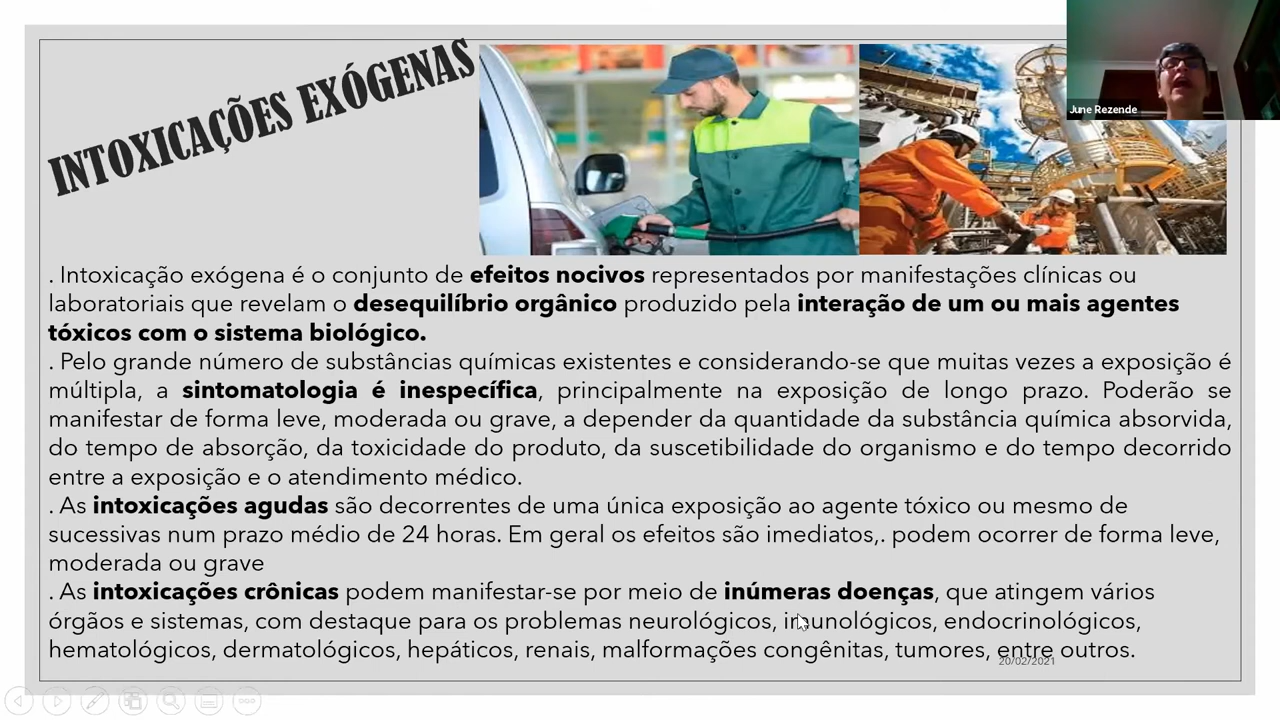 INTOXICAÇÕES EXÓGENAS
June Rezende
. Intoxicação exógena é o conjunto de efeitos nocivos representados por manifestações clínicas ou
laboratoriais que revelam o desequilíbrio orgânico produzido pela interação de um ou mais agentes
tóxicos com o sistema biológico.
. Pelo grande número de substâncias químicas existentes e considerando-se que muitas vezes a exposição é
múltipla, a sintomatologia é inespecífica, principalmente na exposição de longo prazo. Poderão se
manifestar de forma leve, moderada ou grave, a depender da quantidade da substância química absorvida,
do tempo de absorção, da toxicidade do produto, da suscetibilidade do organismo e do tempo decorrido
entre a exposição e o atendimento médico.
. As intoxicações agudas são decorrentes de uma única exposição ao agente tóxico ou mesmo de
sucessivas num prazo médio de 24 horas. Em geral os efeitos são imediatos,. podem ocorrer de forma leve,
moderada ou grave
. As intoxicações crônicas podem manifestar-se por meio de inúmeras doenças, que atingem vários
órgãos e sistemas, com destaque para os problemas neurológicos, imunológicos, endocrinológicos,
hematológicos, dermatológicos, hepáticos, renais, malformações congênitas, tumores, entre outros.
20/02/2021